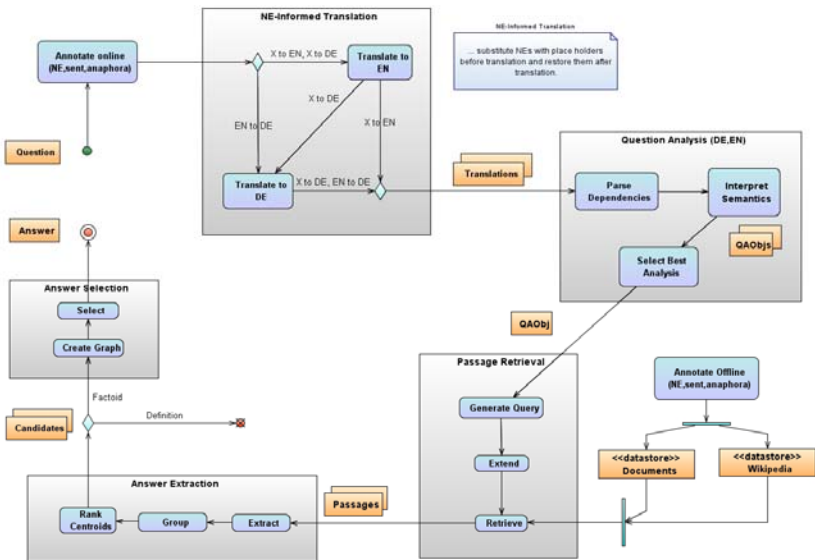 NE-Informed Translation
NE-Informed Translation
... substitute NEs with place holders
before translation and restore them after
translation.
Annotate online
(NE,sent,anaphora)
X to EN, X to DE
Translate to
EN
X to DE
X to EN
EN to DE
Question
Translate to
DE
X to DE, EN to DE
Translations
Question Analysis (DE,EN)
Parse
Dependencies
Interpret
Semantics
QAObjs
Select Best
Analysis
Answer
Answer Selection
Select
Create Graph
QAObj
Passage Retrieval
Generate Query
Extend
Retrieve
Annotate Offline
(NE,sent,anaphora)
<<datastore>>
Documents
<<datastore>>
Wikipedia
Factoid
Definition
Candidates
Answer Extraction
Rank
Centroids
Group
Extract
Passages